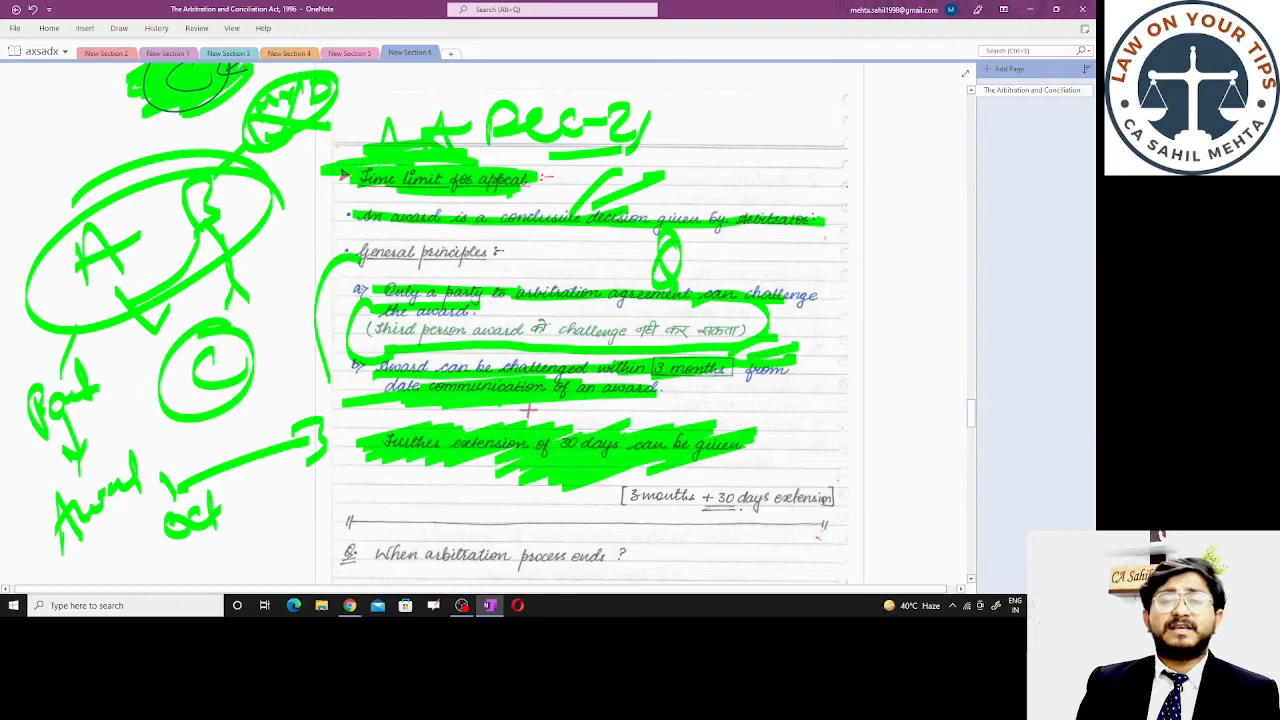 The Arbitration and Conciliation Act, 1996 - OneNote
Search (Alt+Q)
mehta.sahil1998@gmail.com
M
File Home Insert Draw History Review View Help
axsadx
New Section 2 New Section 1 New Section 3 New Section 4 New Section 5 New Section 6
Search (Ctrl+E)
Add Page
The Arbitration and Conciliation
LAW ON YOUR TIPS
CA SAHIL MEHTA
Time limit for appeal :-
• An award is a conclusive decision given by Arbitrator.
• General principles :-
a) Only a party to arbitration agreement can challenge
the award.
(Third person award को challenge नहीं कर सकता)
b) Award can be challenged within 3 months from
date communication of an award.
+
Further extension of 30 days can be given
[3 months + 30 days extension]
Q. When arbitration process ends ?
A
C
Award
Oct
CA Sahil
Type here to search
40°C Haze
ENG
IN